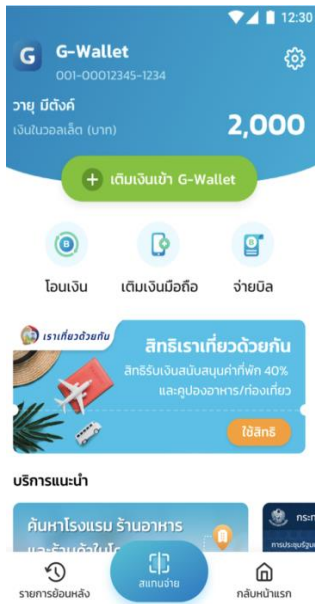 12:30
G
G-Wallet
001-00012345-1234
วายุ มีตังค์
เงินในวอลเล็ต (บาท)
2,000
+ เติมเงินเข้า G-Wallet
โอนเงิน
เติมเงินมือถือ
จ่ายบิล
เราเที่ยวด้วยกัน
สิทธิเราเที่ยวด้วยกัน
สิทธิรับเงินสนับสนุนค่าที่พัก 40%
และคูปองอาหาร/ท่องเที่ยว
ใช้สิทธิ
บริการแนะนำ
ค้นหาโรงแรม ร้านอาหาร
รายการย้อนหลัง
สแกนจ่าย
กลับหน้าแรก